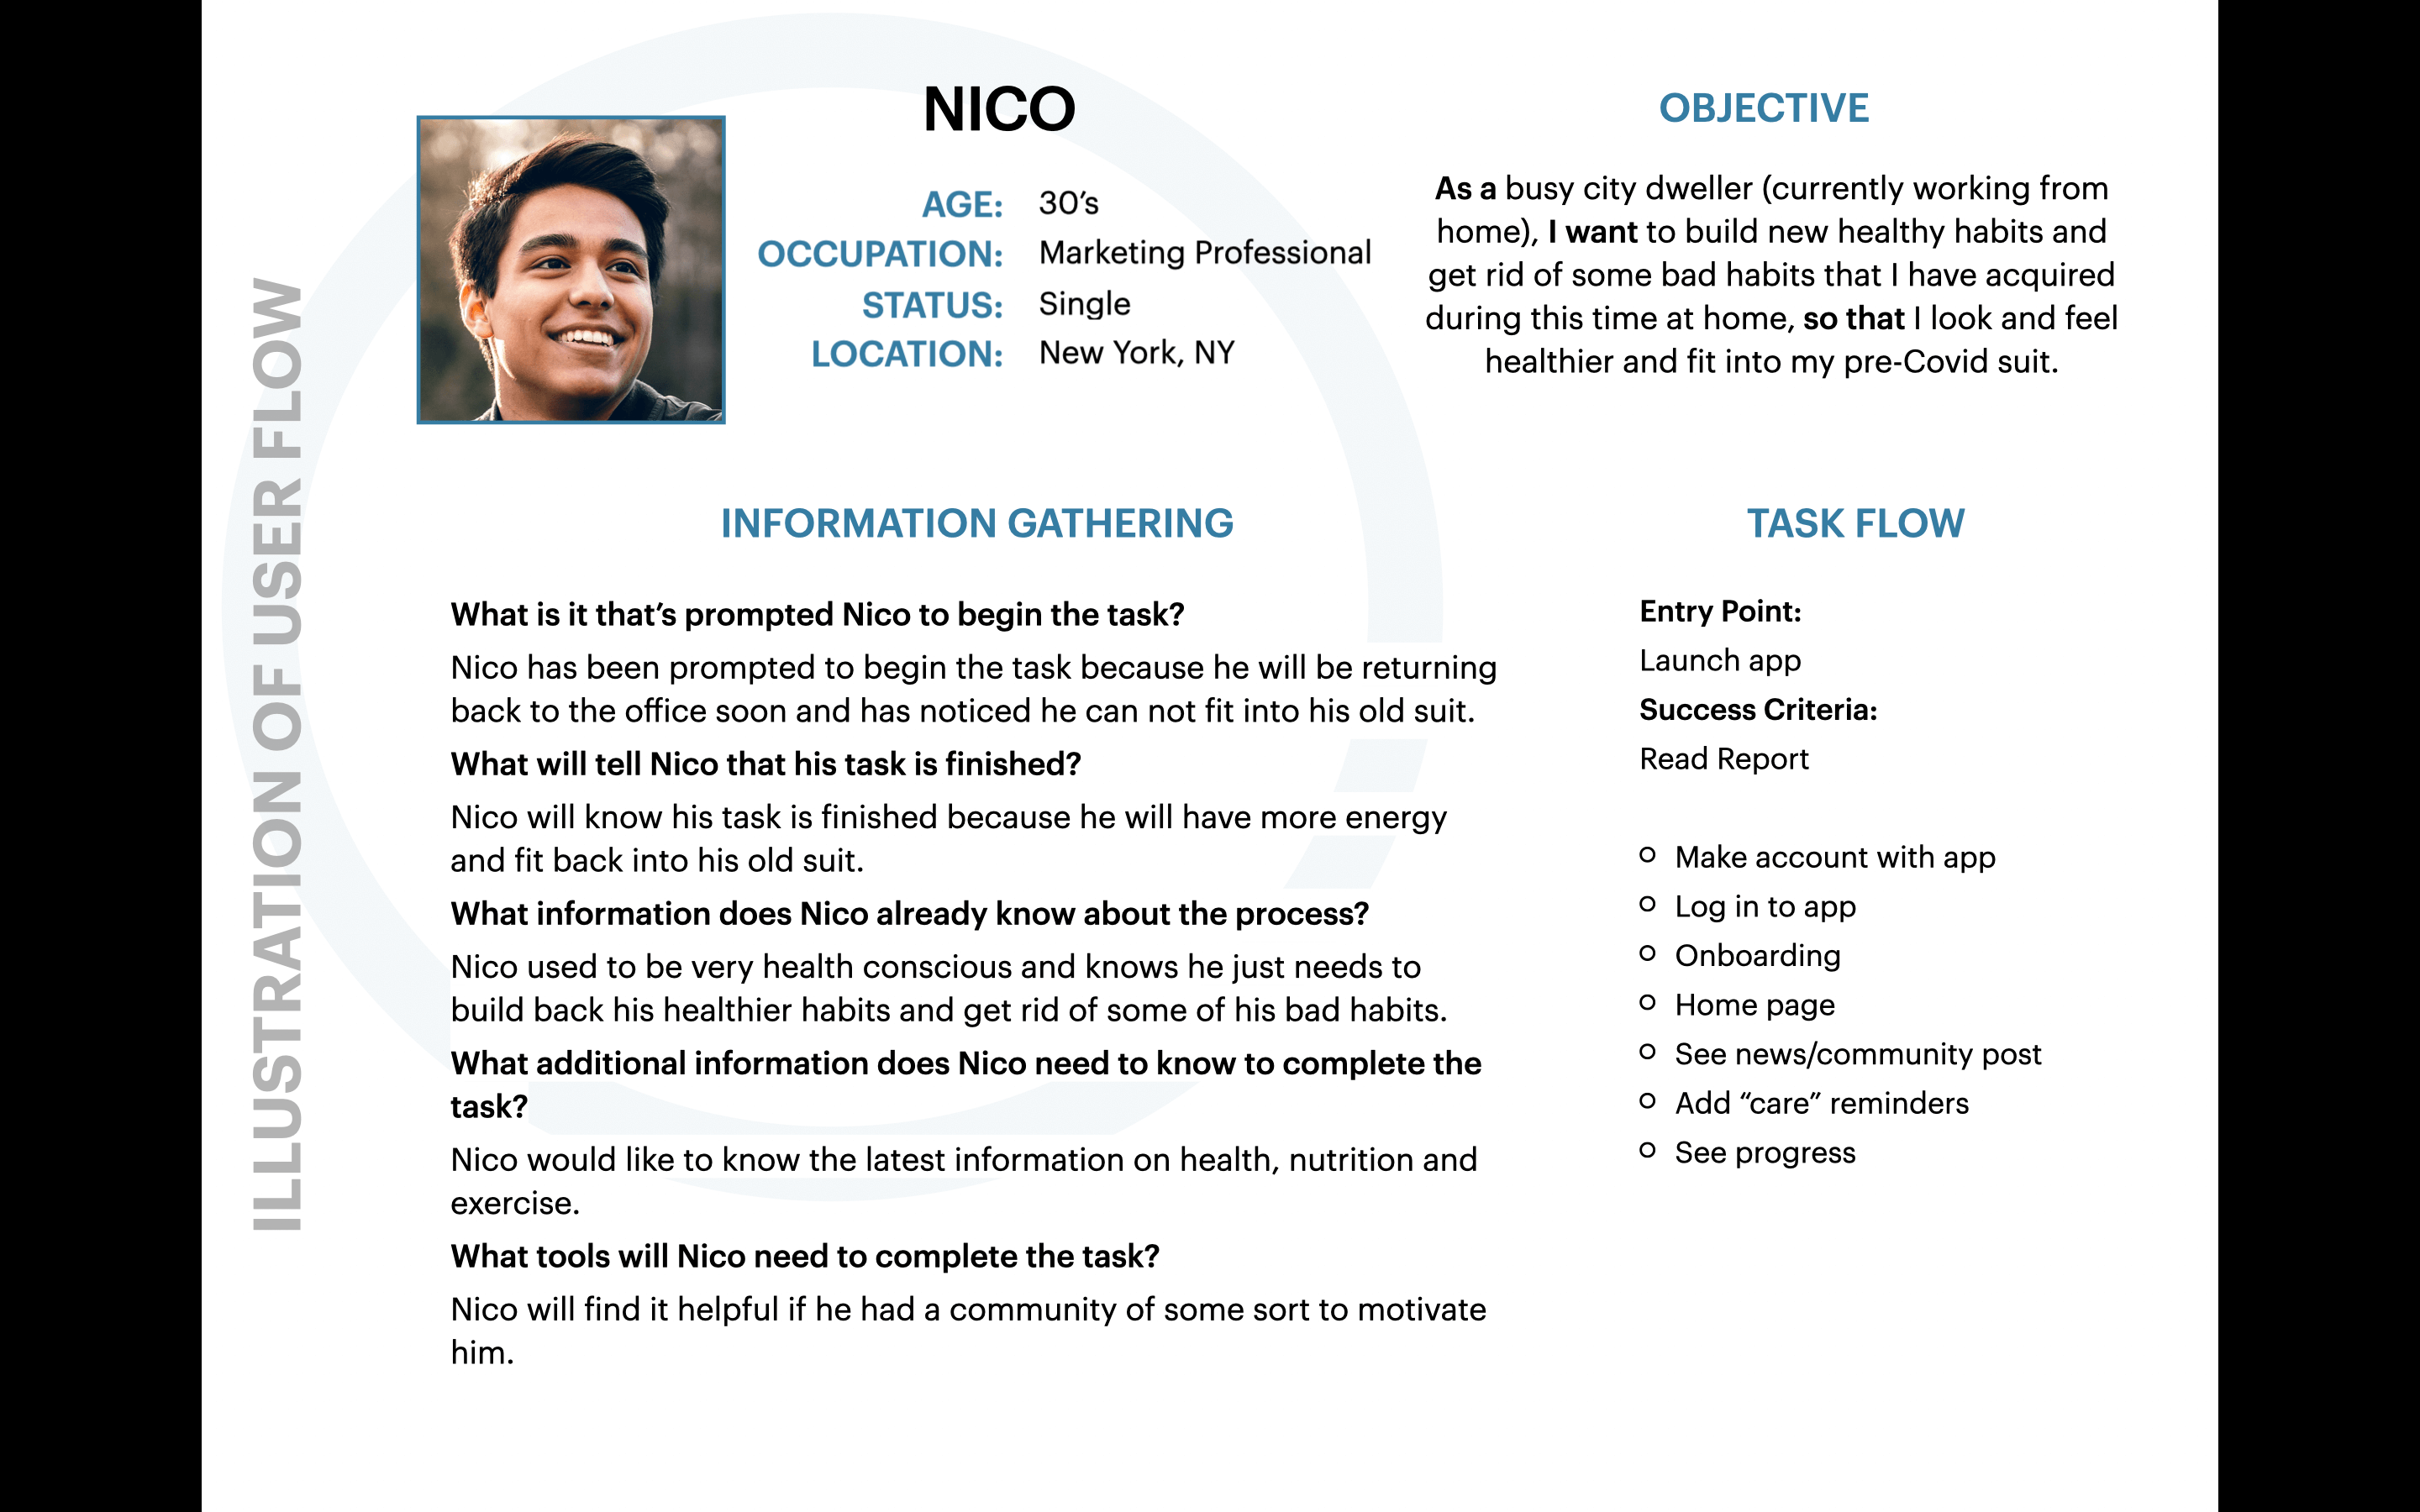 ILLUSTRATION OF USER FLOW
NICO
AGE: 30’s
OCCUPATION: Marketing Professional
STATUS: Single
LOCATION: New York, NY
OBJECTIVE
As a busy city dweller (currently working from
home), I want to build new healthy habits and
get rid of some bad habits that I have acquired
during this time at home, so that I look and feel
healthier and fit into my pre-Covid suit.
INFORMATION GATHERING
What is it that’s prompted Nico to begin the task?
Nico has been prompted to begin the task because he will be returning
back to the office soon and has noticed he can not fit into his old suit.
What will tell Nico that his task is finished?
Nico will know his task is finished because he will have more energy
and fit back into his old suit.
What information does Nico already know about the process?
Nico used to be very health conscious and knows he just needs to
build back his healthier habits and get rid of some of his bad habits.
What additional information does Nico need to know to complete the
task?
Nico would like to know the latest information on health, nutrition and
exercise.
What tools will Nico need to complete the task?
Nico will find it helpful if he had a community of some sort to motivate
him.
TASK FLOW
Entry Point:
Launch app
Success Criteria:
Read Report
Make account with app
Log in to app
Onboarding
Home page
See news/community post
Add “care” reminders
See progress